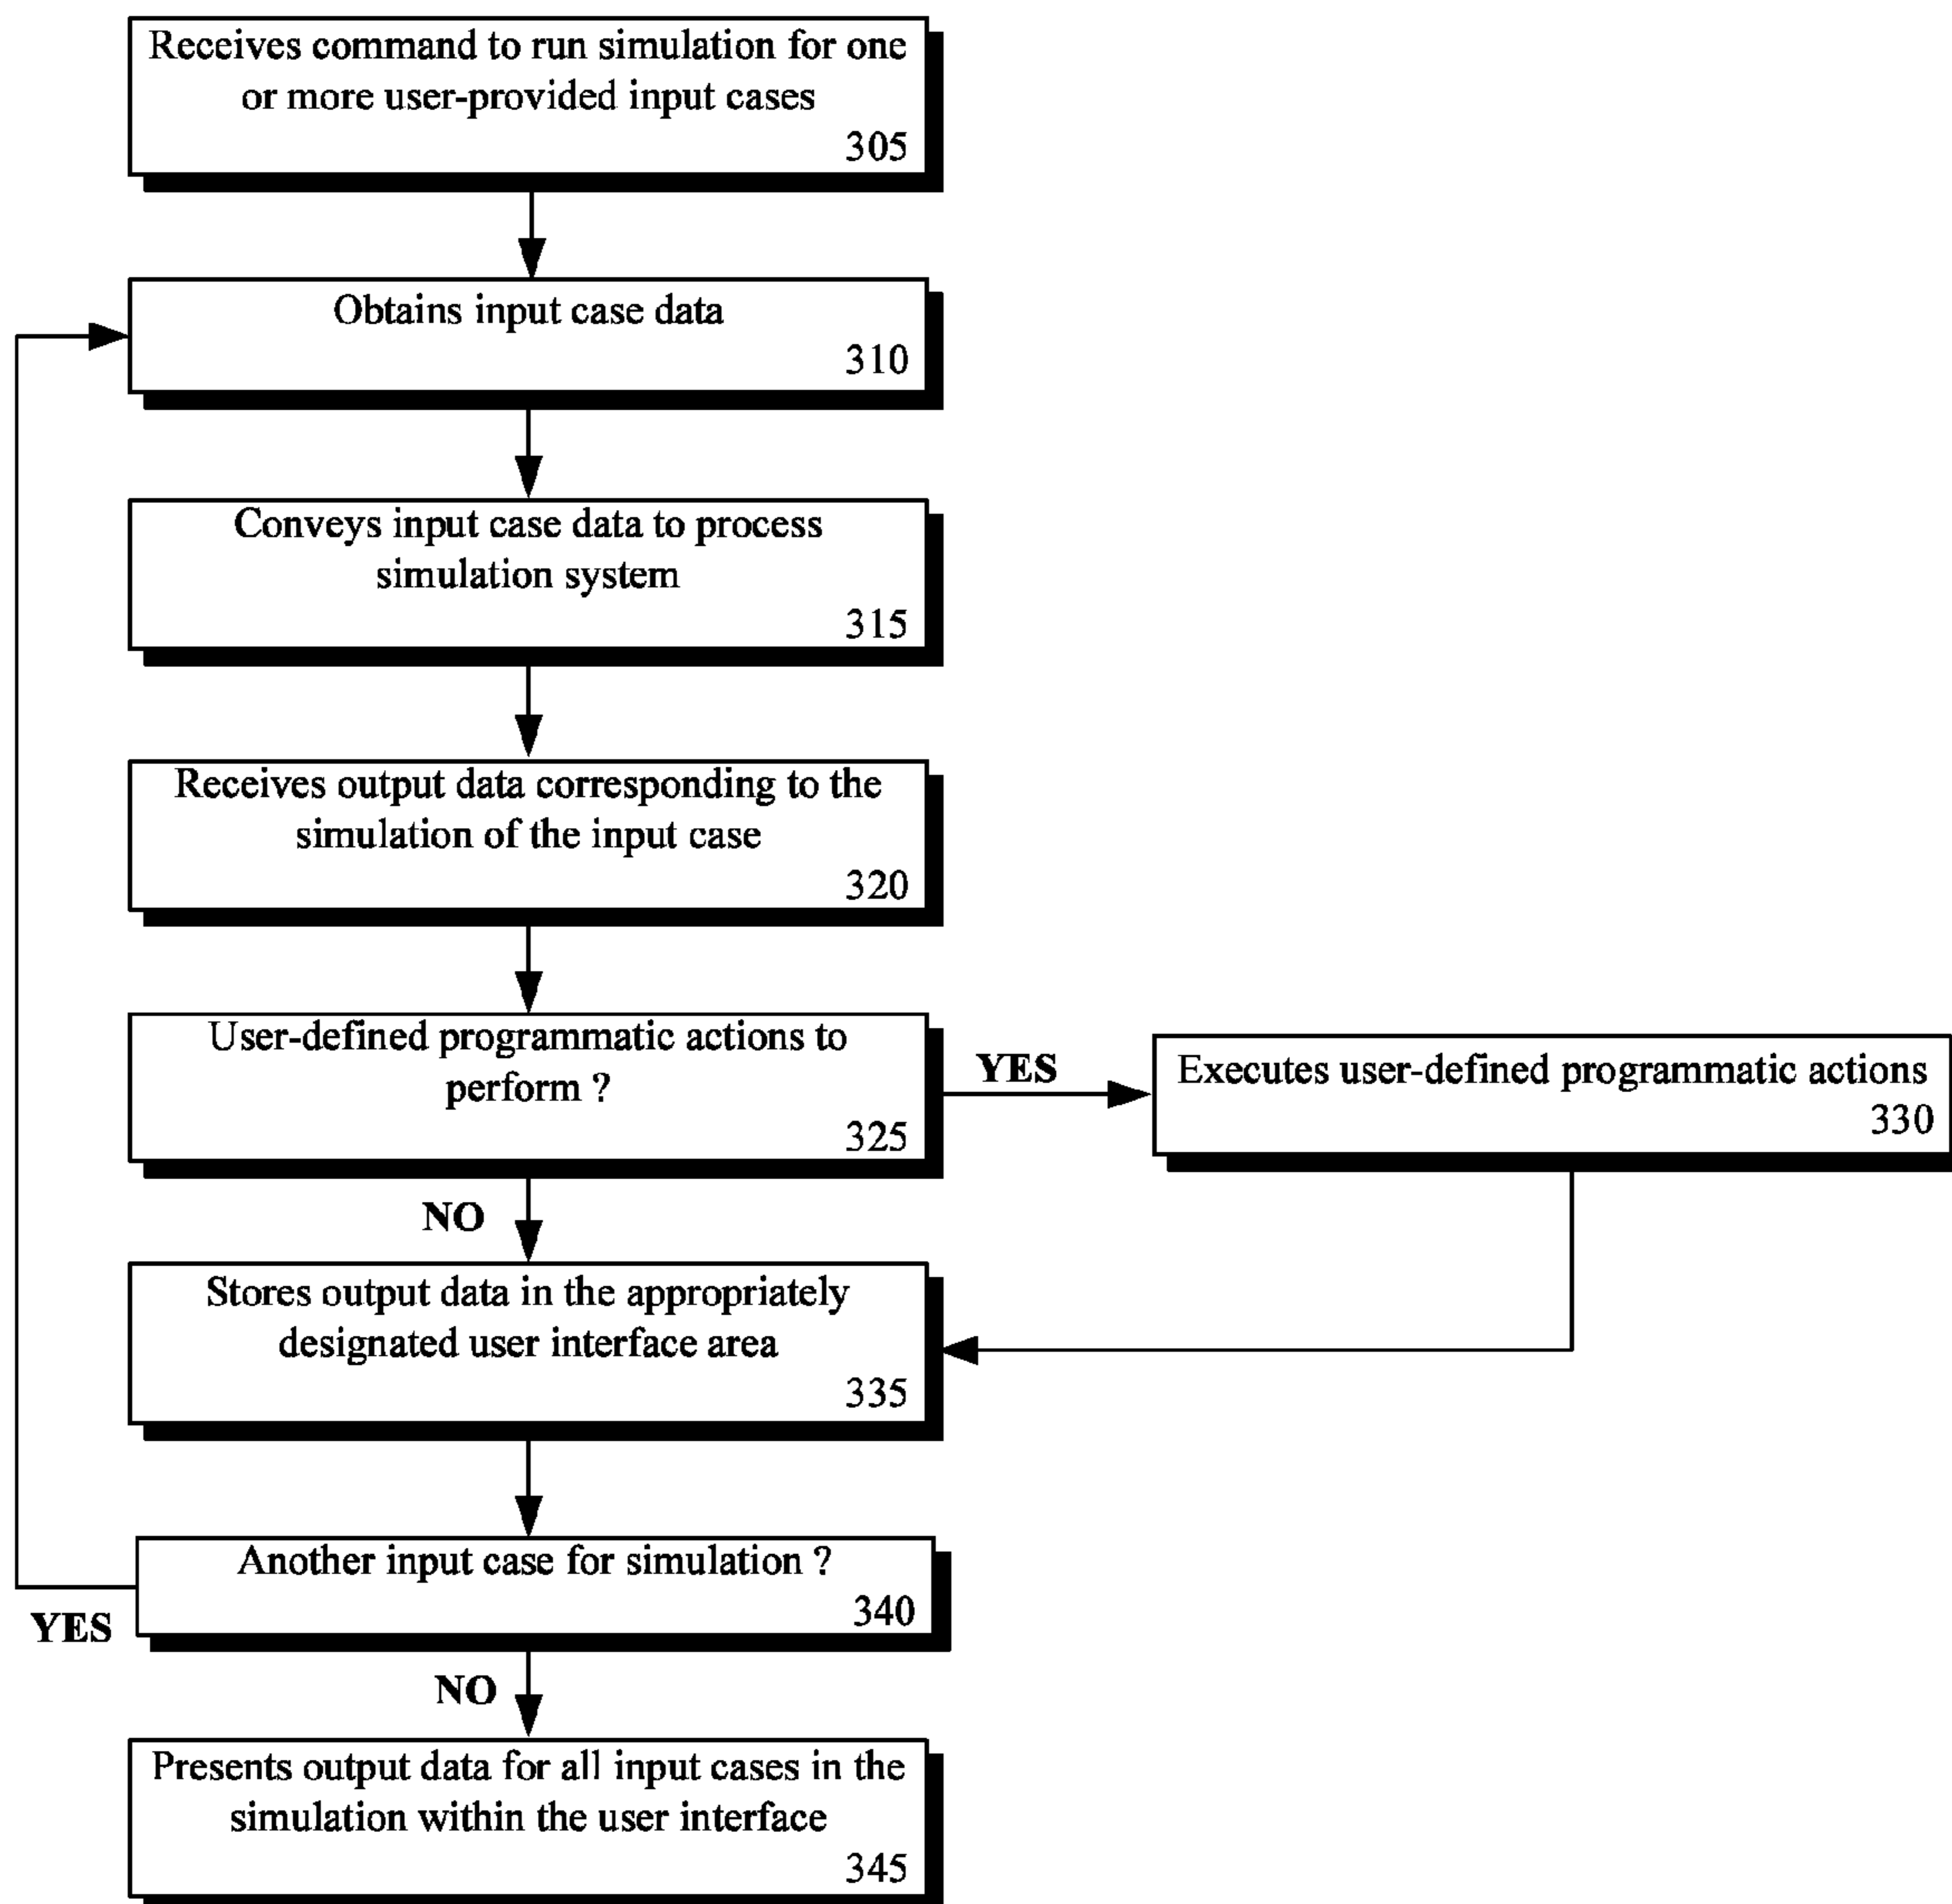 Receives command to run simulation for one
or more user-provided input cases
305
Obtains input case data
310
Conveys input case data to process
simulation system
315
Receives output data corresponding to the
simulation of the input case
320
User-defined programmatic actions to
perform ?
325
YES
Executes user-defined programmatic actions
330
NO
Stores output data in the appropriately
designated user interface area
335
Another input case for simulation ?
340
YES
NO
Presents output data for all input cases in the
simulation within the user interface
345